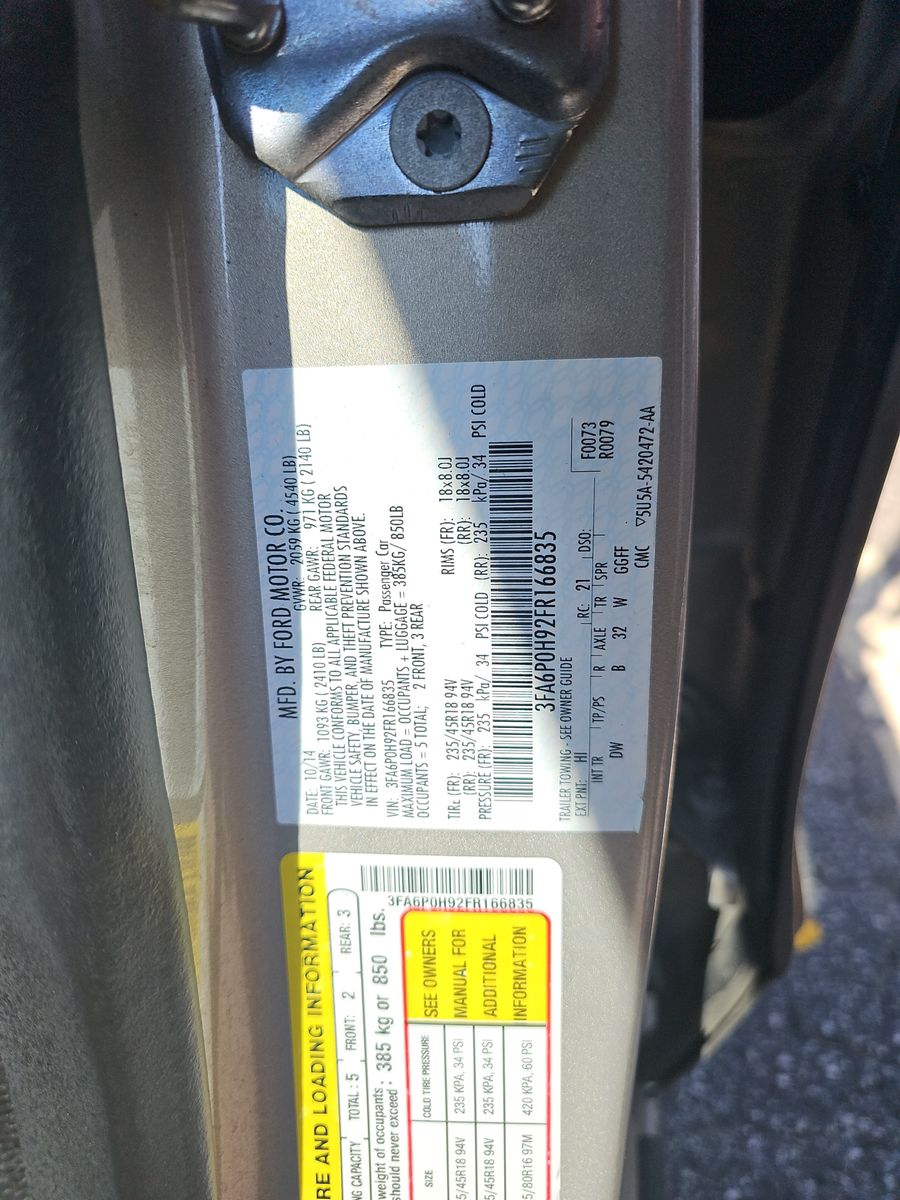 MFD. BY FORD MOTOR CO.
DATE: 10/14 GVWR: 2059 KG ( 4540 LB)
FRONT GAWR: 1093 KG ( 2410 LB) REAR GAWR: 971 KG ( 2140 LB)
THIS VEHICLE CONFORMS TO ALL APPLICABLE FEDERAL MOTOR
VEHICLE SAFETY, BUMPER, AND THEFT PREVENTION STANDARDS
IN EFFECT ON THE DATE OF MANUFACTURE SHOWN ABOVE.
VIN: 3FA6P0H92FR166835 TYPE: Passenger Car
MAXIMUM LOAD = OCCUPANTS + LUGGAGE = 385KG / 850LB
OCCUPANTS = 5 TOTAL; 2 FRONT, 3 REAR
TIRE (FR): 235/45R18 94V RIMS (FR): 18x8.0J
(RR): 235/45R18 94V (RR): 18x8.0J
PRESSURE (FR): 235 kPa/ 34 PSI COLD (RR): 235 kPa/ 34 PSI COLD
3FA6P0H92FR166835
TRAILER TOWING - SEE OWNER GUIDE
F0073
EXT PNT: HI RC: 21 DSO: R0079
INT TR TP/PS R AXLE TR SPR
DW B 32 W GGFF
CMC ▽5U5A-5420472-AA
RE AND LOADING INFORMATION
NG CAPACITY TOTAL : 5 FRONT: 2 REAR: 3
weight of occupants
should never exceed : 385 kg or 850 lbs.
3FA6P0H92FR166835
SIZE COLD TIRE PRESSURE SEE OWNERS
5/45R18 94V 235 KPA, 34 PSI MANUAL FOR
5/45R18 94V 235 KPA, 34 PSI ADDITIONAL
5/80R16 97M 420 KPA, 60 PSI INFORMATION